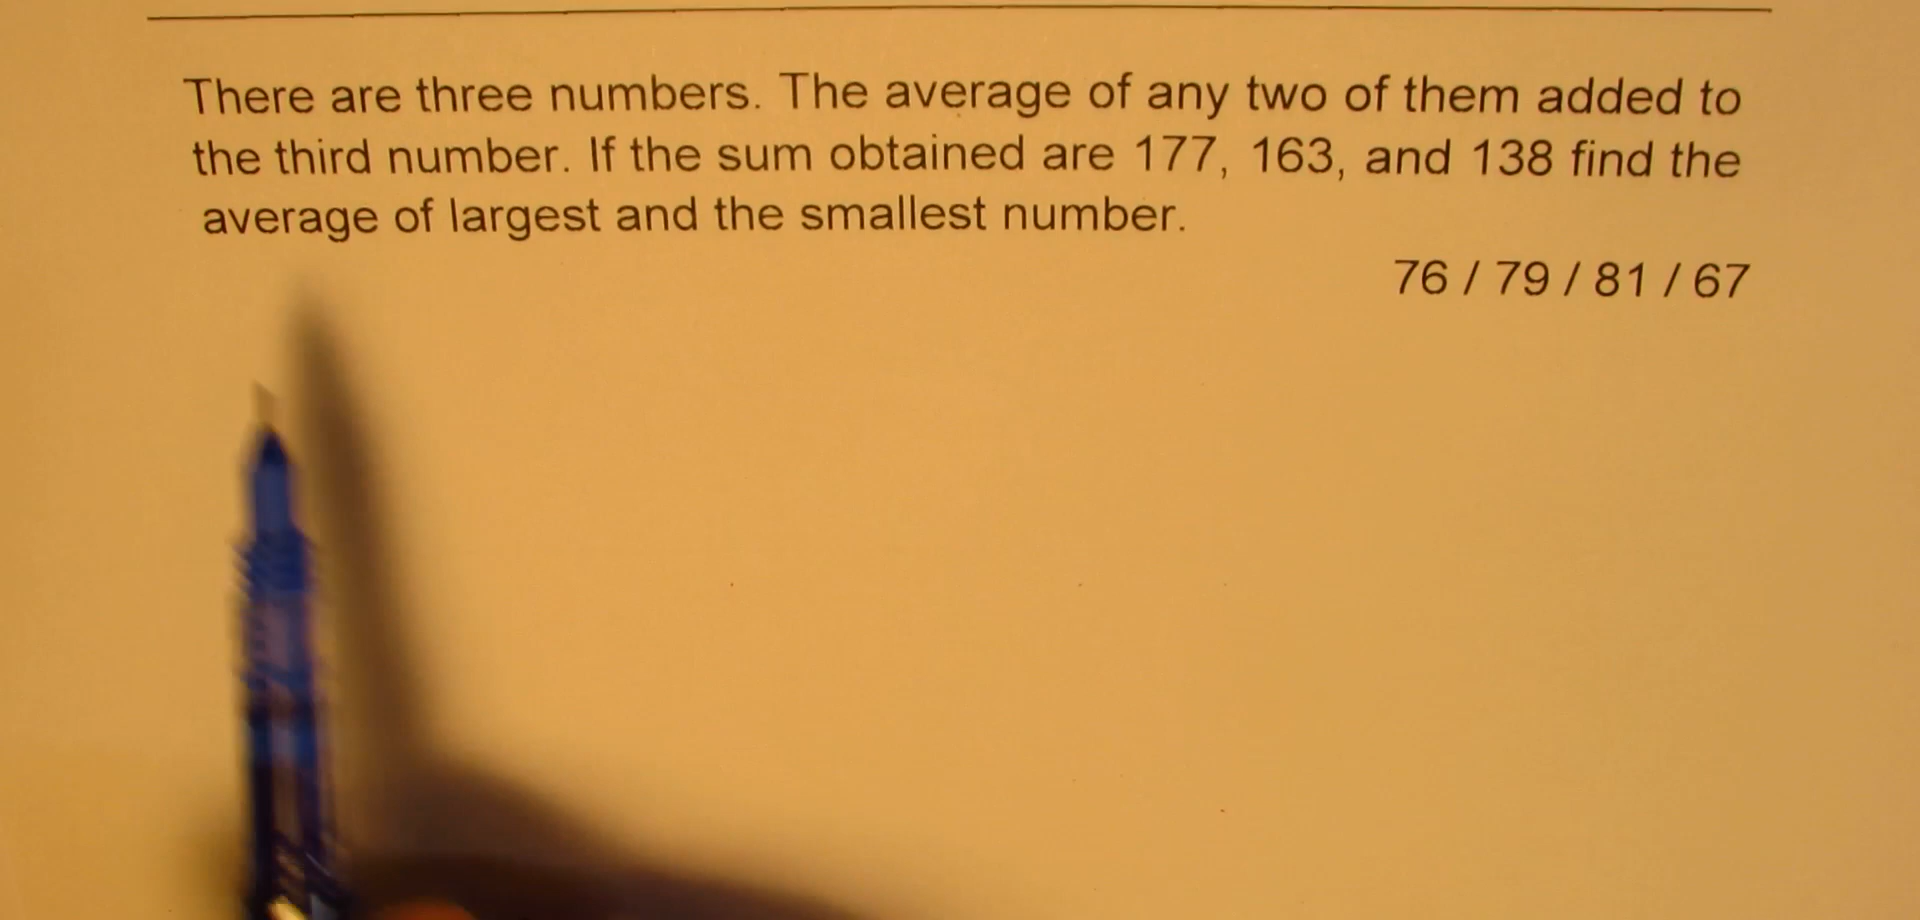 There are three numbers. The average of any two of them added to
the third number. If the sum obtained are 177, 163, and 138 find the
average of largest and the smallest number.
76 / 79 / 81 / 67